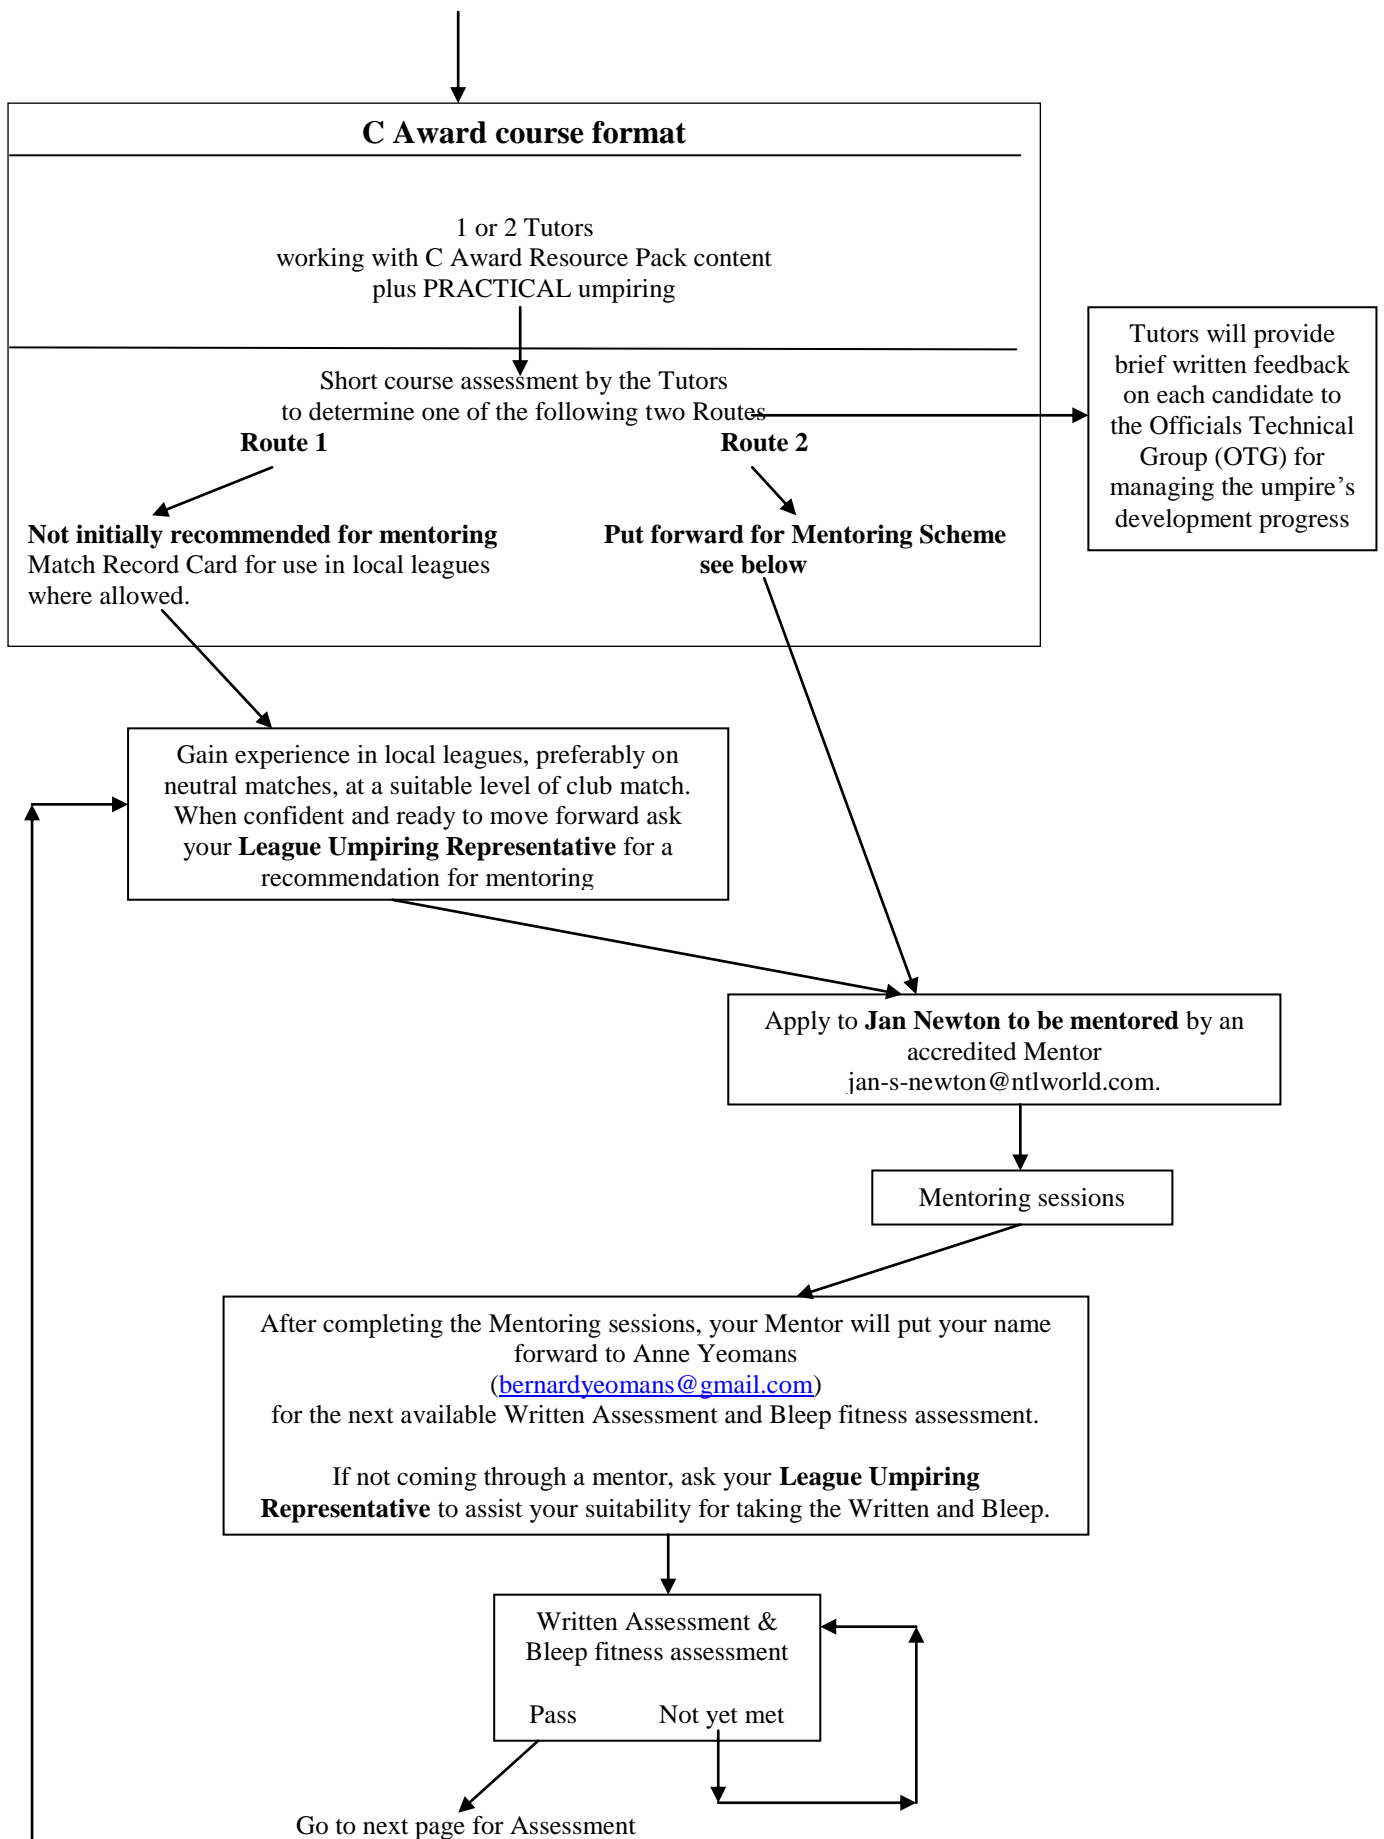 C Award course format
1 or 2 Tutors
working with C Award Resource Pack content
plus PRACTICAL umpiring
Short course assessment by the Tutors
to determine one of the following two Routes
Route 1
Route 2
Not initially recommended for mentoring
Match Record Card for use in local leagues
where allowed.
Put forward for Mentoring Scheme
see below
Tutors will provide
brief written feedback
on each candidate to
the Officials Technical
Group (OTG) for
managing the umpire's
development progress
Gain experience in local leagues, preferably on
neutral matches, at a suitable level of club match.
When confident and ready to move forward ask
your League Umpiring Representative for a
recommendation for mentoring
Apply to Jan Newton to be mentored by an
accredited Mentor
jan-s-newton@ntlworld.com.
Mentoring sessions
After completing the Mentoring sessions, your Mentor will put your name
forward to Anne Yeomans
(bernardyeomans@gmail.com)
for the next available Written Assessment and Bleep fitness assessment.
If not coming through a mentor, ask your League Umpiring
Representative to assist your suitability for taking the Written and Bleep.
Written Assessment &
Bleep fitness assessment
Pass Not yet met
Go to next page for Assessment